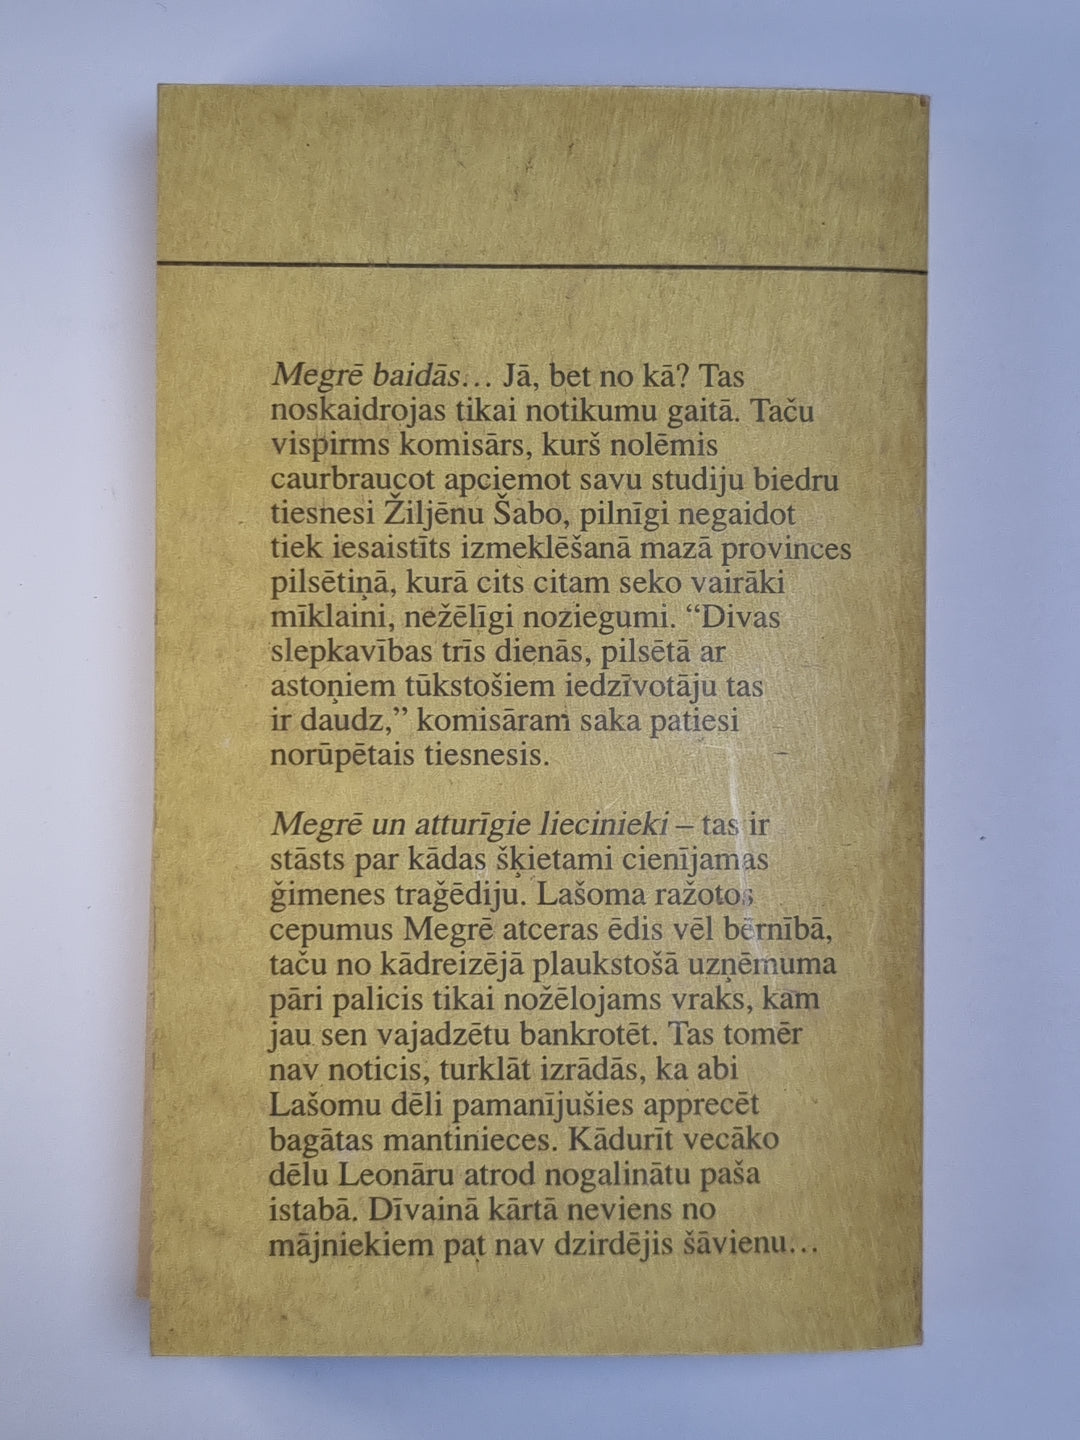 Megrē baidās… Jā, bet no kā? Tas
noskaidrojas tikai notikumu gaitā. Taču
vispirms komisārs, kurš nolēmis
caurbraucot apciemot savu studiju biedru
tiesnesi Žiljēnu Šabo, pilnīgi negaidot
tiek iesaistīts izmeklēšanā mazā provinces
pilsētiņā, kurā cits citam seko vairāki
mīklaini, nežēlīgi noziegumi. “Divas
slepkavības trīs dienās, pilsētā ar
astoņiem tūkstošiem iedzīvotāju tas
ir daudz,” komisāram saka patiesi
norūpētais tiesnesis.
Megrē un atturīgie liecinieki – tas ir
stāsts par kādas šķietami cienījamas
ģimenes traģēdiju. Lašoma ražotos
cepumus Megrē atceras ēdis vēl bērnībā,
taču no kādreizējā plaukstošā uzņēmuma
pāri palicis tikai nožēlojams vraks, kam
jau sen vajadzētu bankrotēt. Tas tomēr
nav noticis, turklāt izrādās, ka abi
Lašomu dēli pamanījušies apprecēt
bagātas mantinieces. Kādurīt vecāko
dēlu Leonāru atrod nogalinātu paša
istabā. Dīvainā kārtā neviens no
mājniekiem pat nav dzirdējis šāvienu…